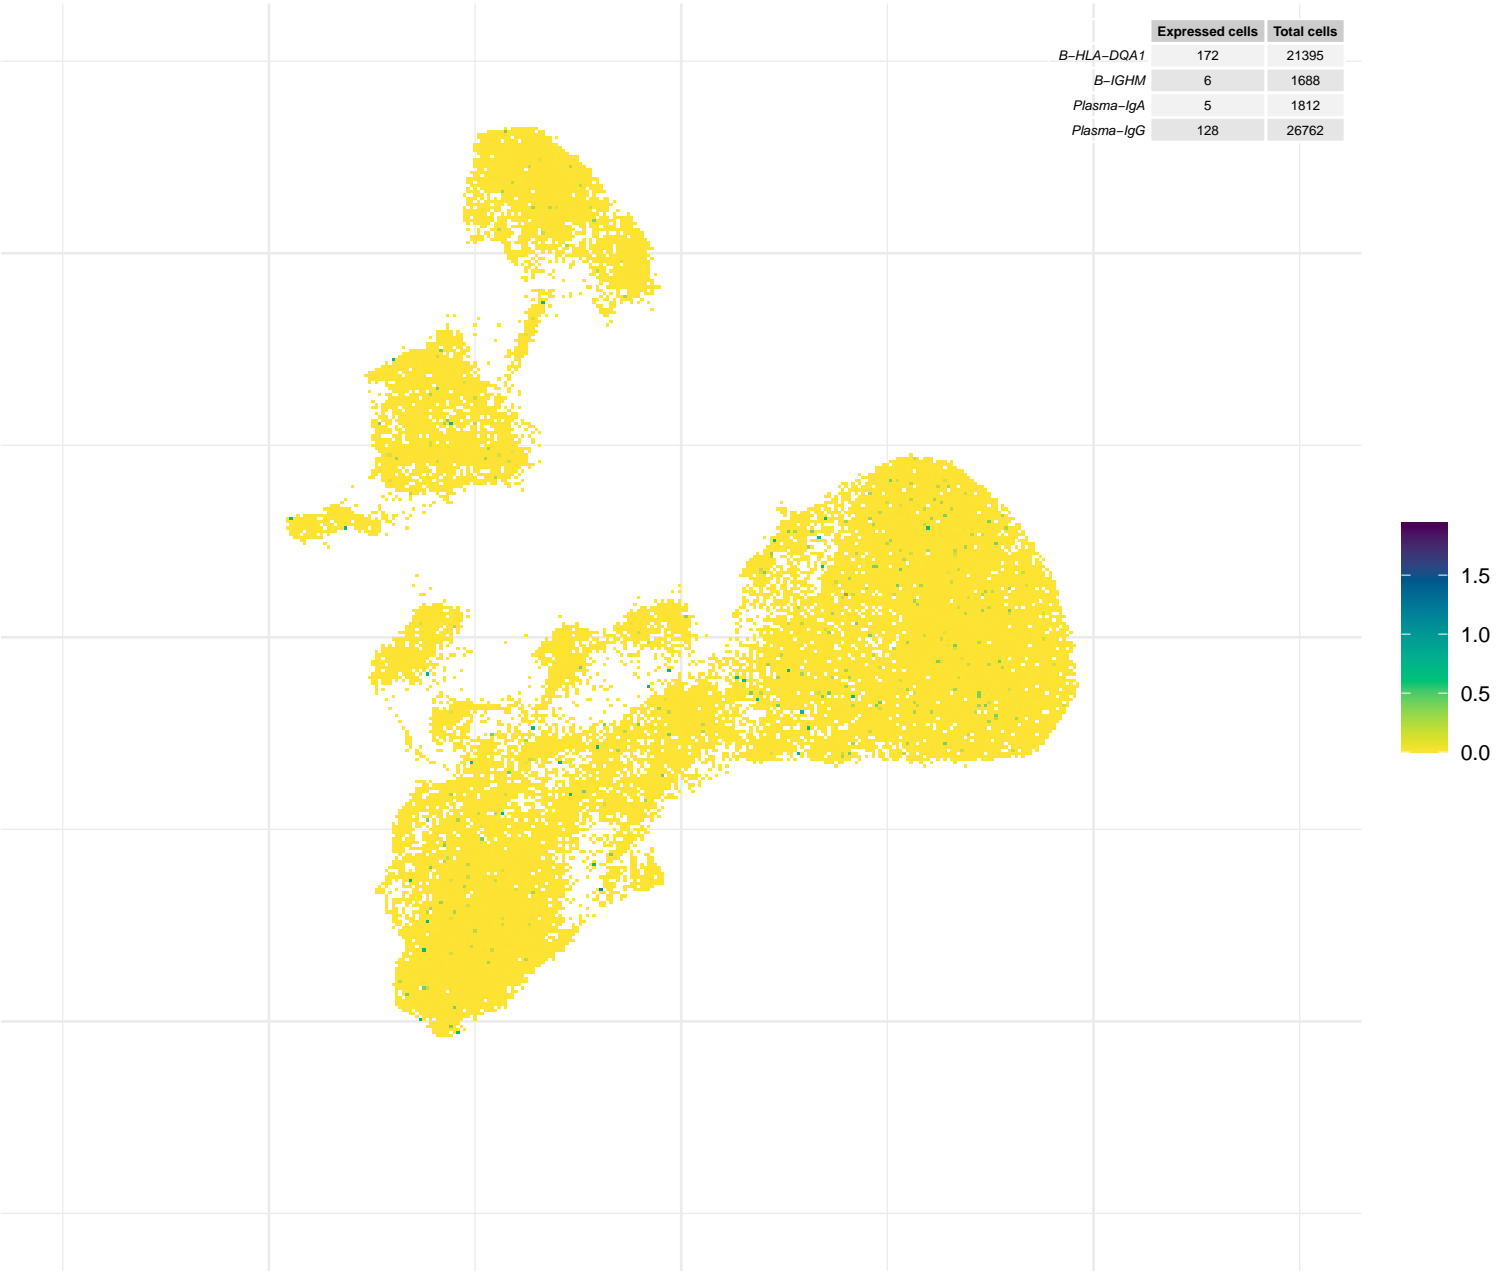 Expressed cells Total cells
B−HLA−DQA1 172 21395
B−IGHM 6 1688
Plasma−IgA 5 1812
Plasma−IgG 128 26762
1.5
1.0
0.5
0.0